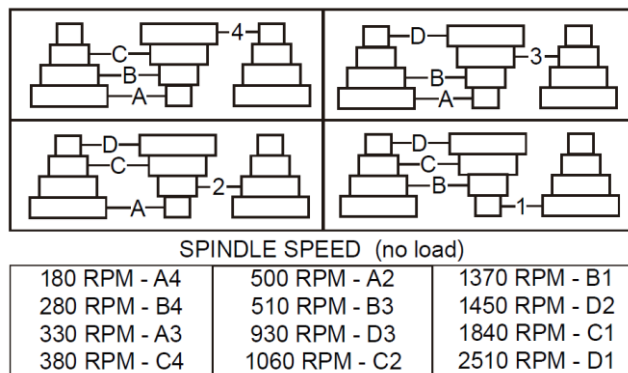 4
C
B
A
D
3
B
A
D
C
2
A
D
C
B
1
SPINDLE SPEED (no load)
180 RPM - A4
280 RPM - B4
330 RPM - A3
380 RPM - C4
500 RPM - A2
510 RPM - B3
930 RPM - D3
1060 RPM - C2
1370 RPM - B1
1450 RPM - D2
1840 RPM - C1
2510 RPM - D1